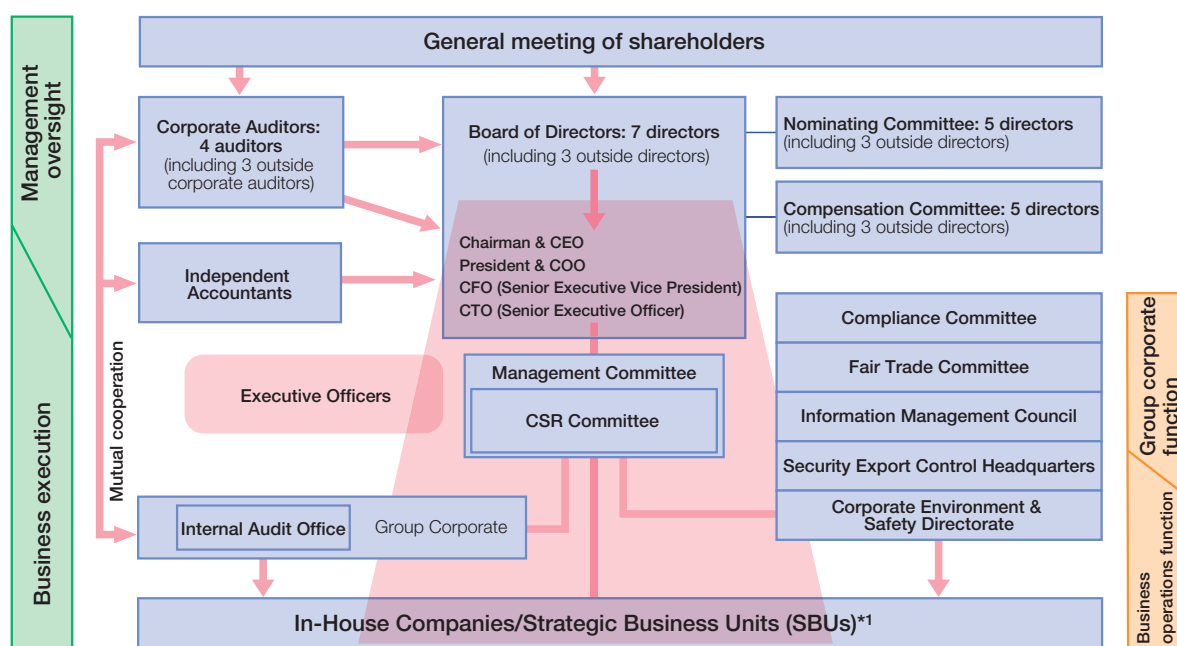 General meeting of shareholders
Management
oversight
Business execution
Mutual cooperation
Corporate Auditors:
4 auditors
(including 3 outside
corporate auditors)
Board of Directors: 7 directors
(including 3 outside directors)
Nominating Committee: 5 directors
(including 3 outside directors)
Compensation Committee: 5 directors
(including 3 outside directors)
Independent
Accountants
Chairman & CEO
President & COO
CFO (Senior Executive Vice President)
CTO (Senior Executive Officer)
Executive Officers
Management Committee
CSR Committee
Compliance Committee
Fair Trade Committee
Information Management Council
Security Export Control Headquarters
Corporate Environment &
Safety Directorate
Group corporate
function
Business
operations function
Internal Audit Office
Group Corporate
In-House Companies/Strategic Business Units (SBUs)*1